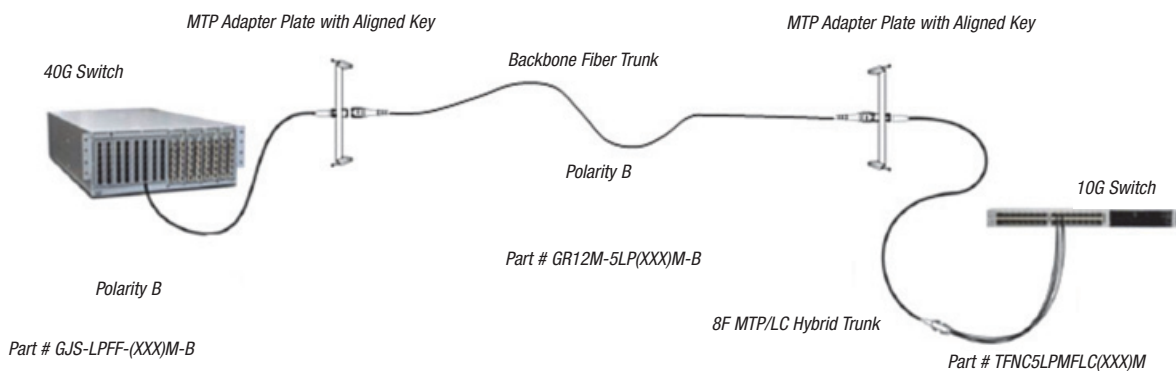 MTP Adapter Plate with Aligned Key
MTP Adapter Plate with Aligned Key
40G Switch
Backbone Fiber Trunk
Polarity B
10G Switch
Part # GR12M-5LP(XXX)M-B
Polarity B
8F MTP/LC Hybrid Trunk
Part # GJS-LPFF-(XXX)M-B
Part # TFNC5LPMFLC(XXX)M